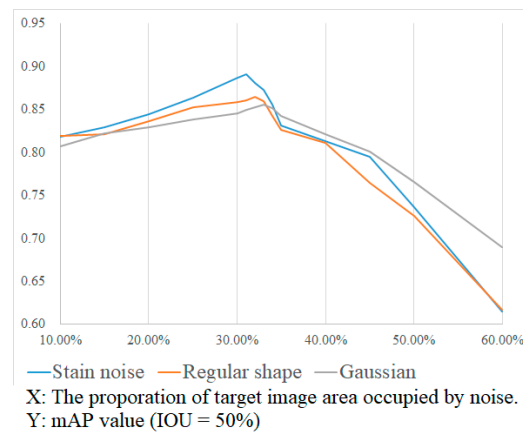 0.95
0.90
0.85
0.80
0.75
0.70
0.65
0.60
10.00% 20.00% 30.00% 40.00% 50.00% 60.00%
Stain noise Regular shape Gaussian
X: The proporation of target image area occupied by noise.
Y: mAP value (IOU = 50%)